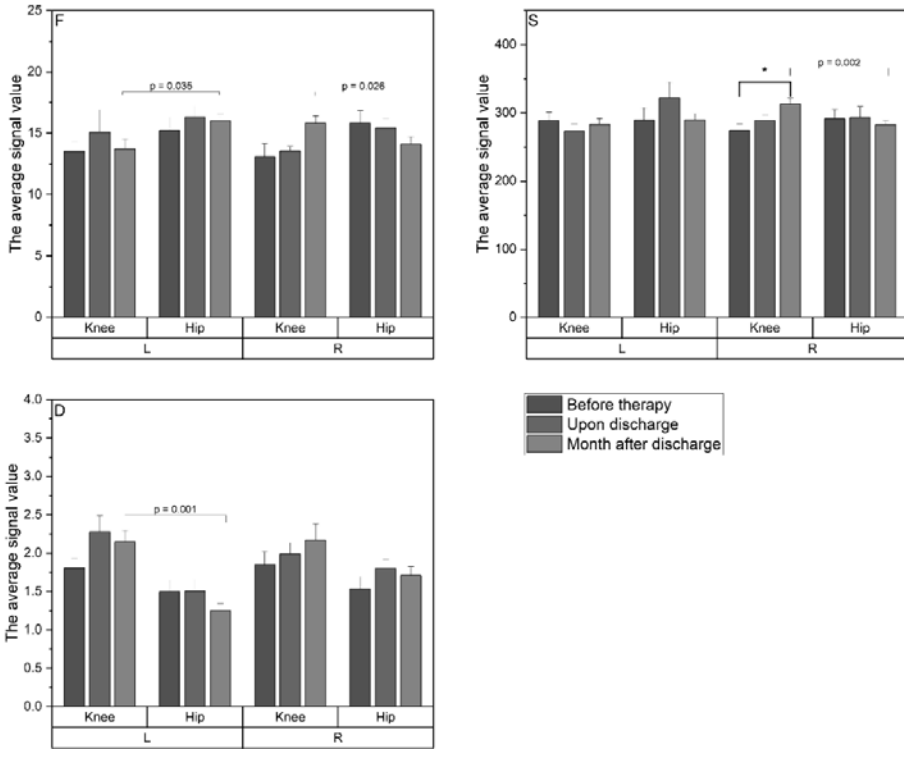 F
The average signal value
25
20
15
10
5
0
p = 0.035
p = 0.026
Knee Hip Knee Hip
L R
S
The average signal value
400
300
200
100
0
*
p = 0.002
Knee Hip Knee Hip
L R
D
The average signal value
4.0
3.5
3.0
2.5
2.0
1.5
1.0
0.5
0.0
p = 0.001
Knee Hip Knee Hip
L R
Before therapy
Upon discharge
Month after discharge